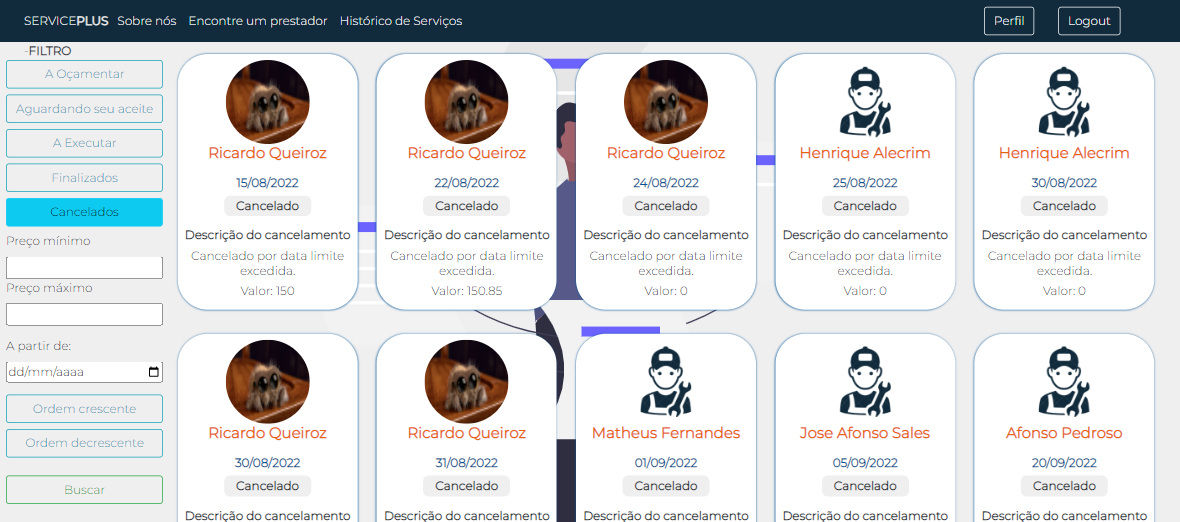 SERVICEPLUS Sobre nós Encontre um prestador Histórico de Serviços Perfil Logout
-FILTRO
A Oçamentar
Aguardando seu aceite
A Executar
Finalizados
Cancelados
Preço mínimo
Preço máximo
A partir de:
dd/mm/aaaa
Ordem crescente
Ordem decrescente
Buscar
Ricardo Queiroz
15/08/2022
Cancelado
Descrição do cancelamento
Cancelado por data limite
excedida.
Valor: 150
Ricardo Queiroz
22/08/2022
Cancelado
Descrição do cancelamento
Cancelado por data limite
excedida.
Valor: 150.85
Ricardo Queiroz
24/08/2022
Cancelado
Descrição do cancelamento
Cancelado por data limite
excedida.
Valor: 0
Henrique Alecrim
25/08/2022
Cancelado
Descrição do cancelamento
Cancelado por data limite
excedida.
Valor: 0
Henrique Alecrim
30/08/2022
Cancelado
Descrição do cancelamento
Cancelado por data limite
excedida.
Valor: 0
Ricardo Queiroz
30/08/2022
Cancelado
Descrição do cancelamento
Ricardo Queiroz
31/08/2022
Cancelado
Descrição do cancelamento
Matheus Fernandes
01/09/2022
Cancelado
Descrição do cancelamento
Jose Afonso Sales
05/09/2022
Cancelado
Descrição do cancelamento
Afonso Pedroso
20/09/2022
Cancelado
Descrição do cancelamento